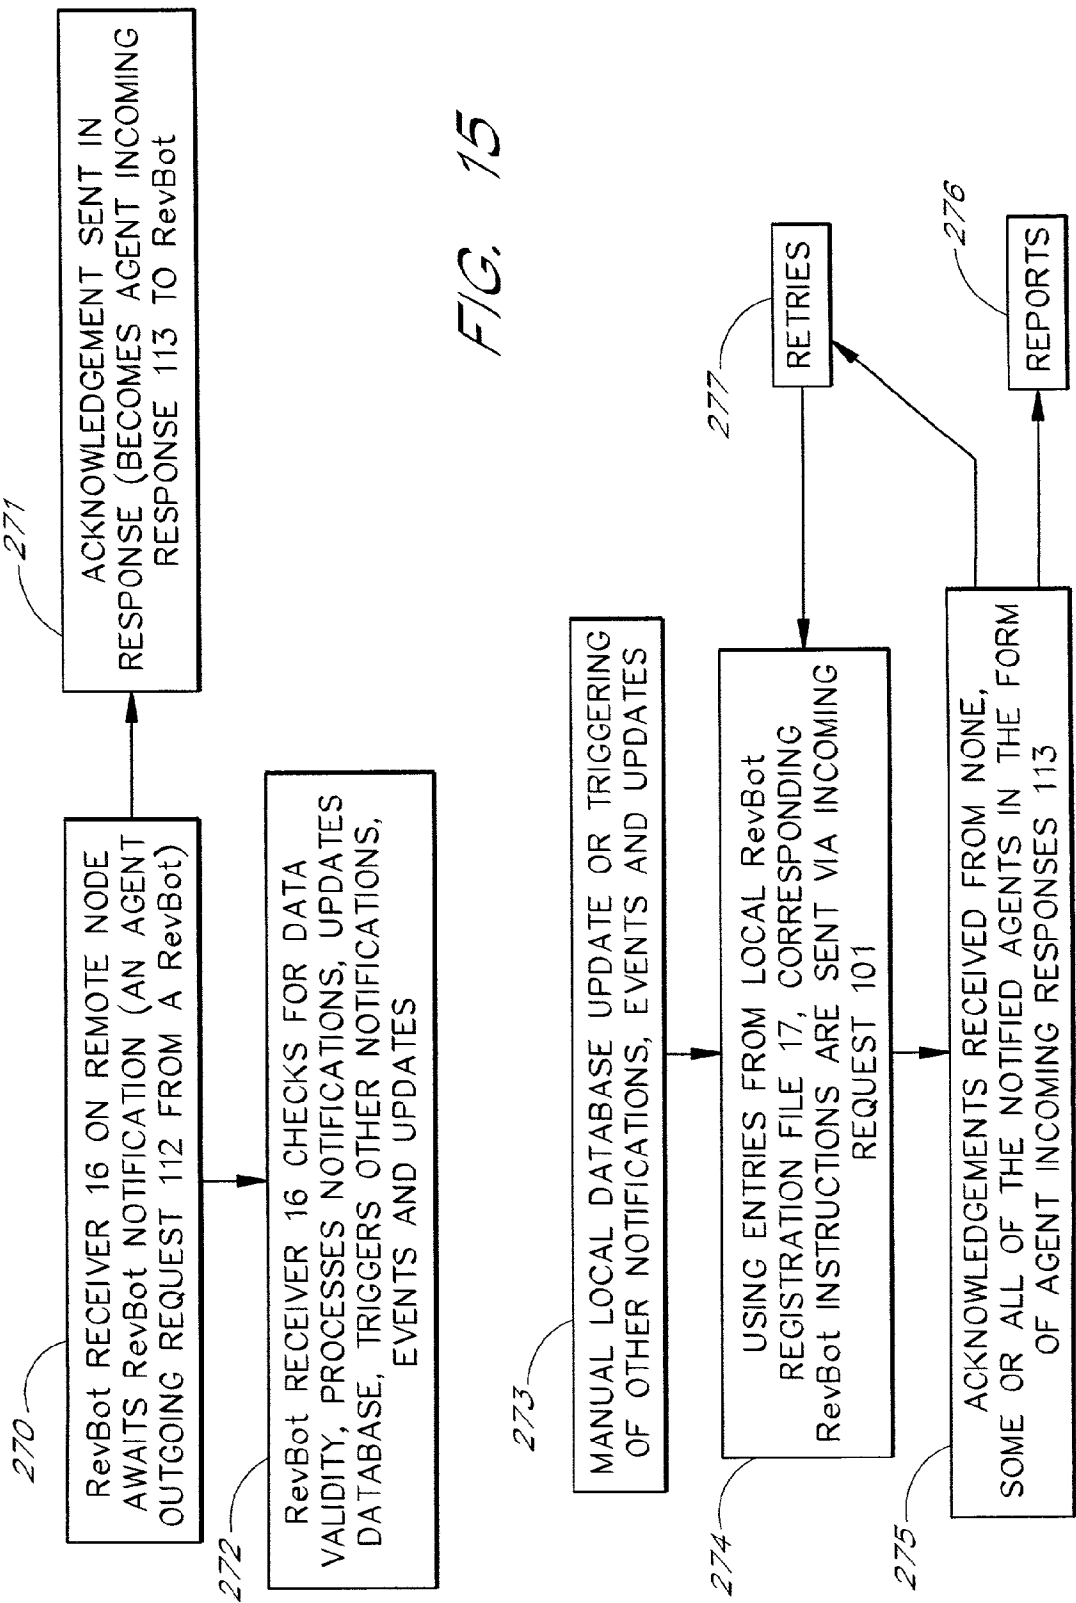 270
RevBot RECEIVER 16 ON REMOTE NODE
AWAITS RevBot NOTIFICATION (AN AGENT
OUTGOING REQUEST 112 FROM A RevBot)
271
ACKNOWLEDGEMENT SENT IN
RESPONSE (BECOMES AGENT INCOMING
RESPONSE 113 TO RevBot
272
RevBot RECEIVER 16 CHECKS FOR DATA
VALIDITY, PROCESSES NOTIFICATIONS, UPDATES
DATABASE, TRIGGERS OTHER NOTIFICATIONS,
EVENTS AND UPDATES
FIG. 15
273
MANUAL LOCAL DATABASE UPDATE OR TRIGGERING
OF OTHER NOTIFICATIONS, EVENTS AND UPDATES
274
USING ENTRIES FROM LOCAL RevBot
REGISTRATION FILE 17, CORRESPONDING
RevBot INSTRUCTIONS ARE SENT VIA INCOMING
REQUEST 101
277
RETRIES
275
ACKNOWLEDGEMENTS RECEIVED FROM NONE,
SOME OR ALL OF THE NOTIFIED AGENTS IN THE FORM
OF AGENT INCOMING RESPONSES 113
276
REPORTS